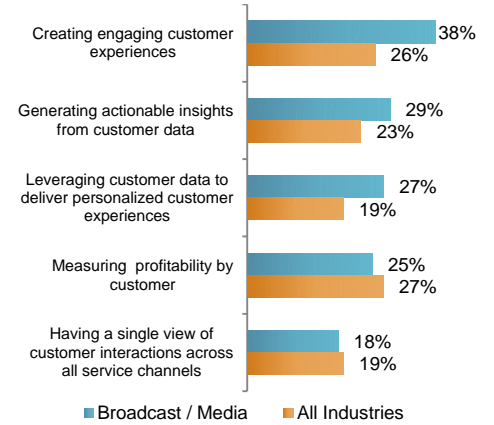 Creating engaging customer
experiences
38%
26%
Generating actionable insights
from customer data
29%
23%
Leveraging customer data to
deliver personalized customer
experiences
27%
19%
Measuring profitability by
customer
25%
27%
Having a single view of
customer interactions across
all service channels
18%
19%
Broadcast / Media
All Industries